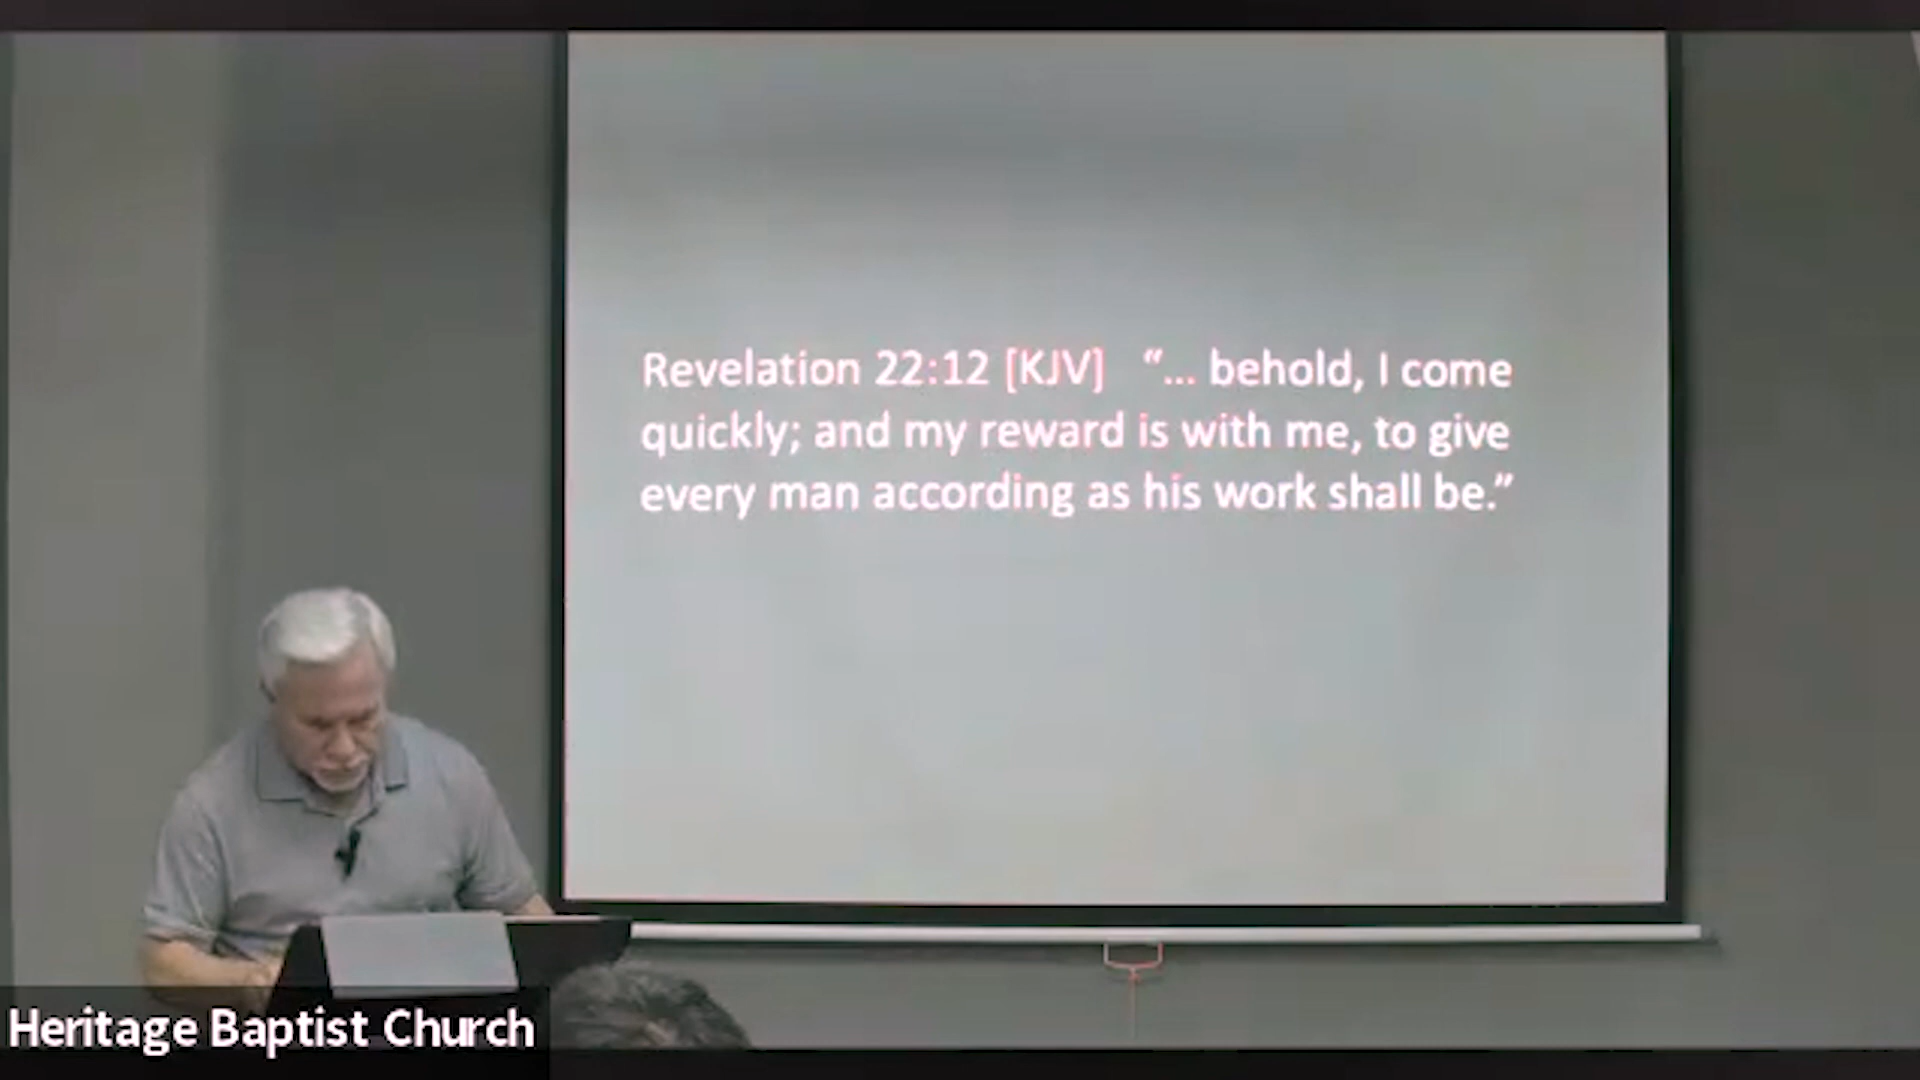 Revelation 22:12 [KJV] “... behold, I come
quickly; and my reward is with me, to give
every man according as his work shall be.”
Heritage Baptist Church